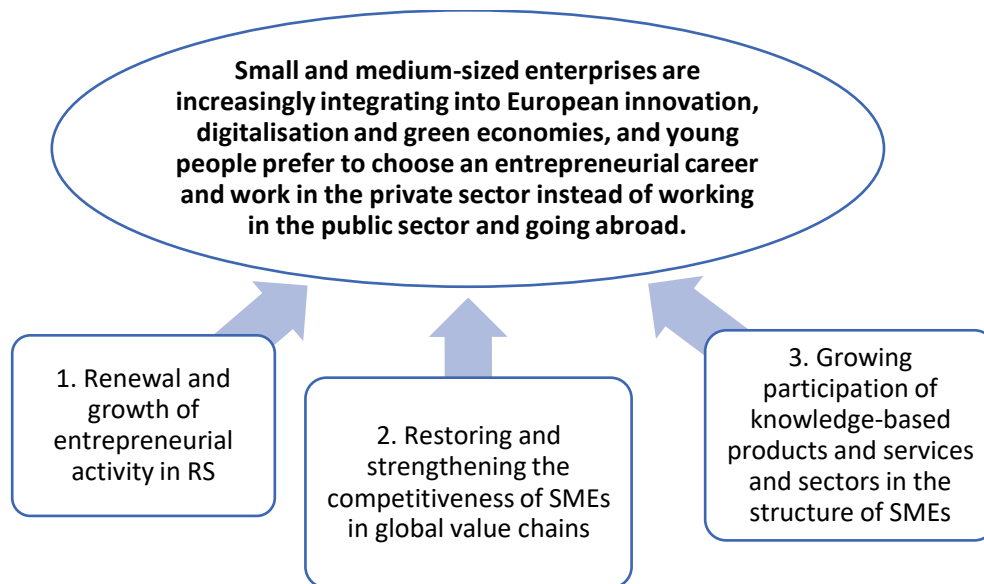 Small and medium-sized enterprises are
increasingly integrating into European innovation,
digitalisation and green economies, and young
people prefer to choose an entrepreneurial career
and work in the private sector instead of working
in the public sector and going abroad.
1. Renewal and
growth of
entrepreneurial
activity in RS
2. Restoring and
strengthening the
competitiveness of SMEs
in global value chains
3. Growing
participation of
knowledge-based
products and services
and sectors in the
structure of SMEs